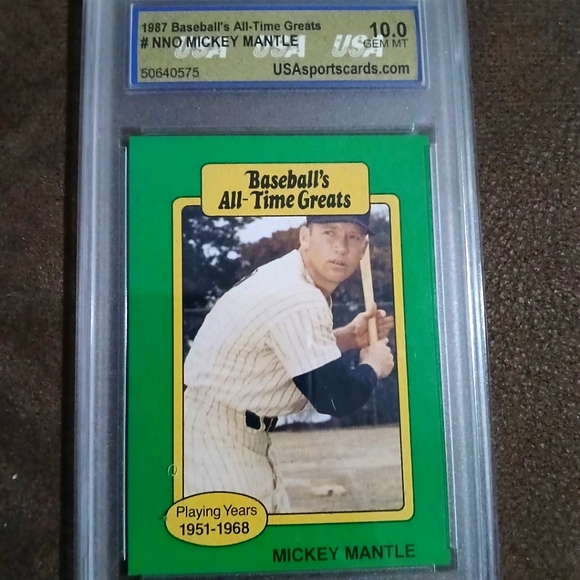 1987 Baseball's All-Time Greats 10.0
# NNO MICKEY MANTLE GEM MT
USA USA USA
50640575 USAsportscards.com
Baseball's
All-Time Greats
Playing Years
1951-1968
MICKEY MANTLE